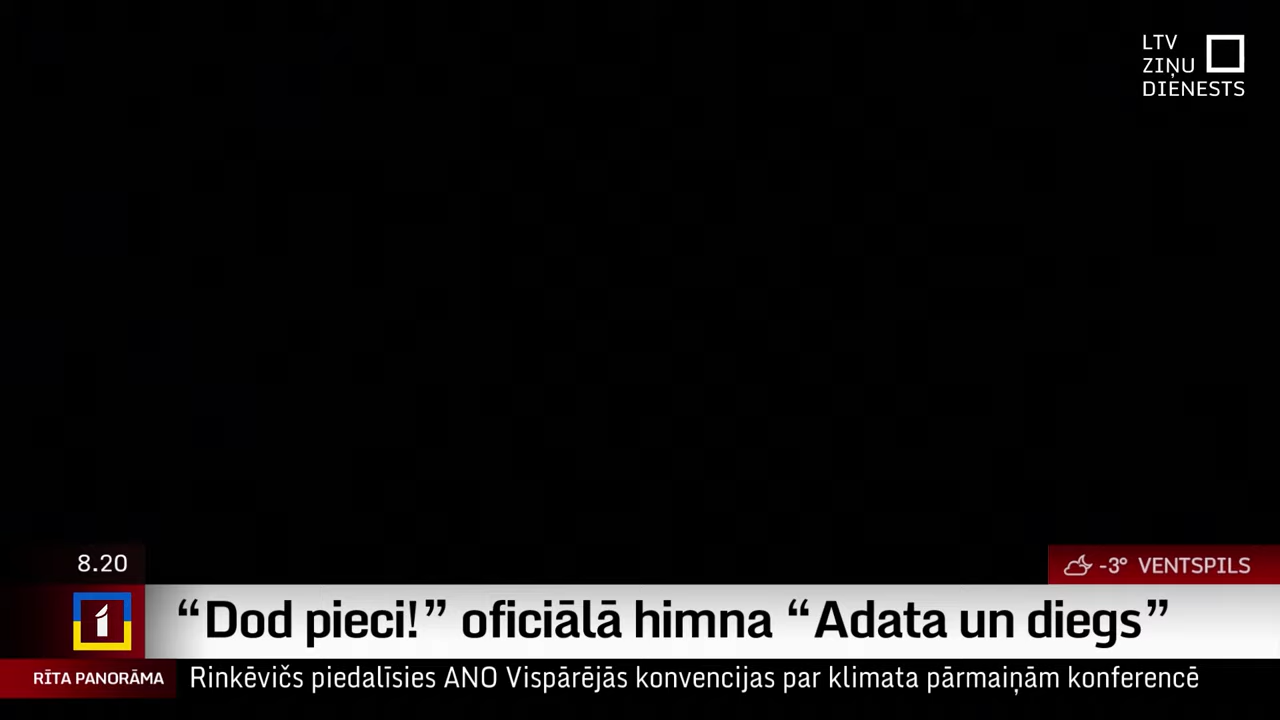 LTV
ZIŅU
DIENESTS
8.20
-3° VENTSPILS
1
“Dod pieci!” oficiālā himna “Adata un diegs”
RĪTA PANORĀMA
Rinkēvičs piedalīsies ANO Vispārējās konvencijas par klimata pārmaiņām konferencē